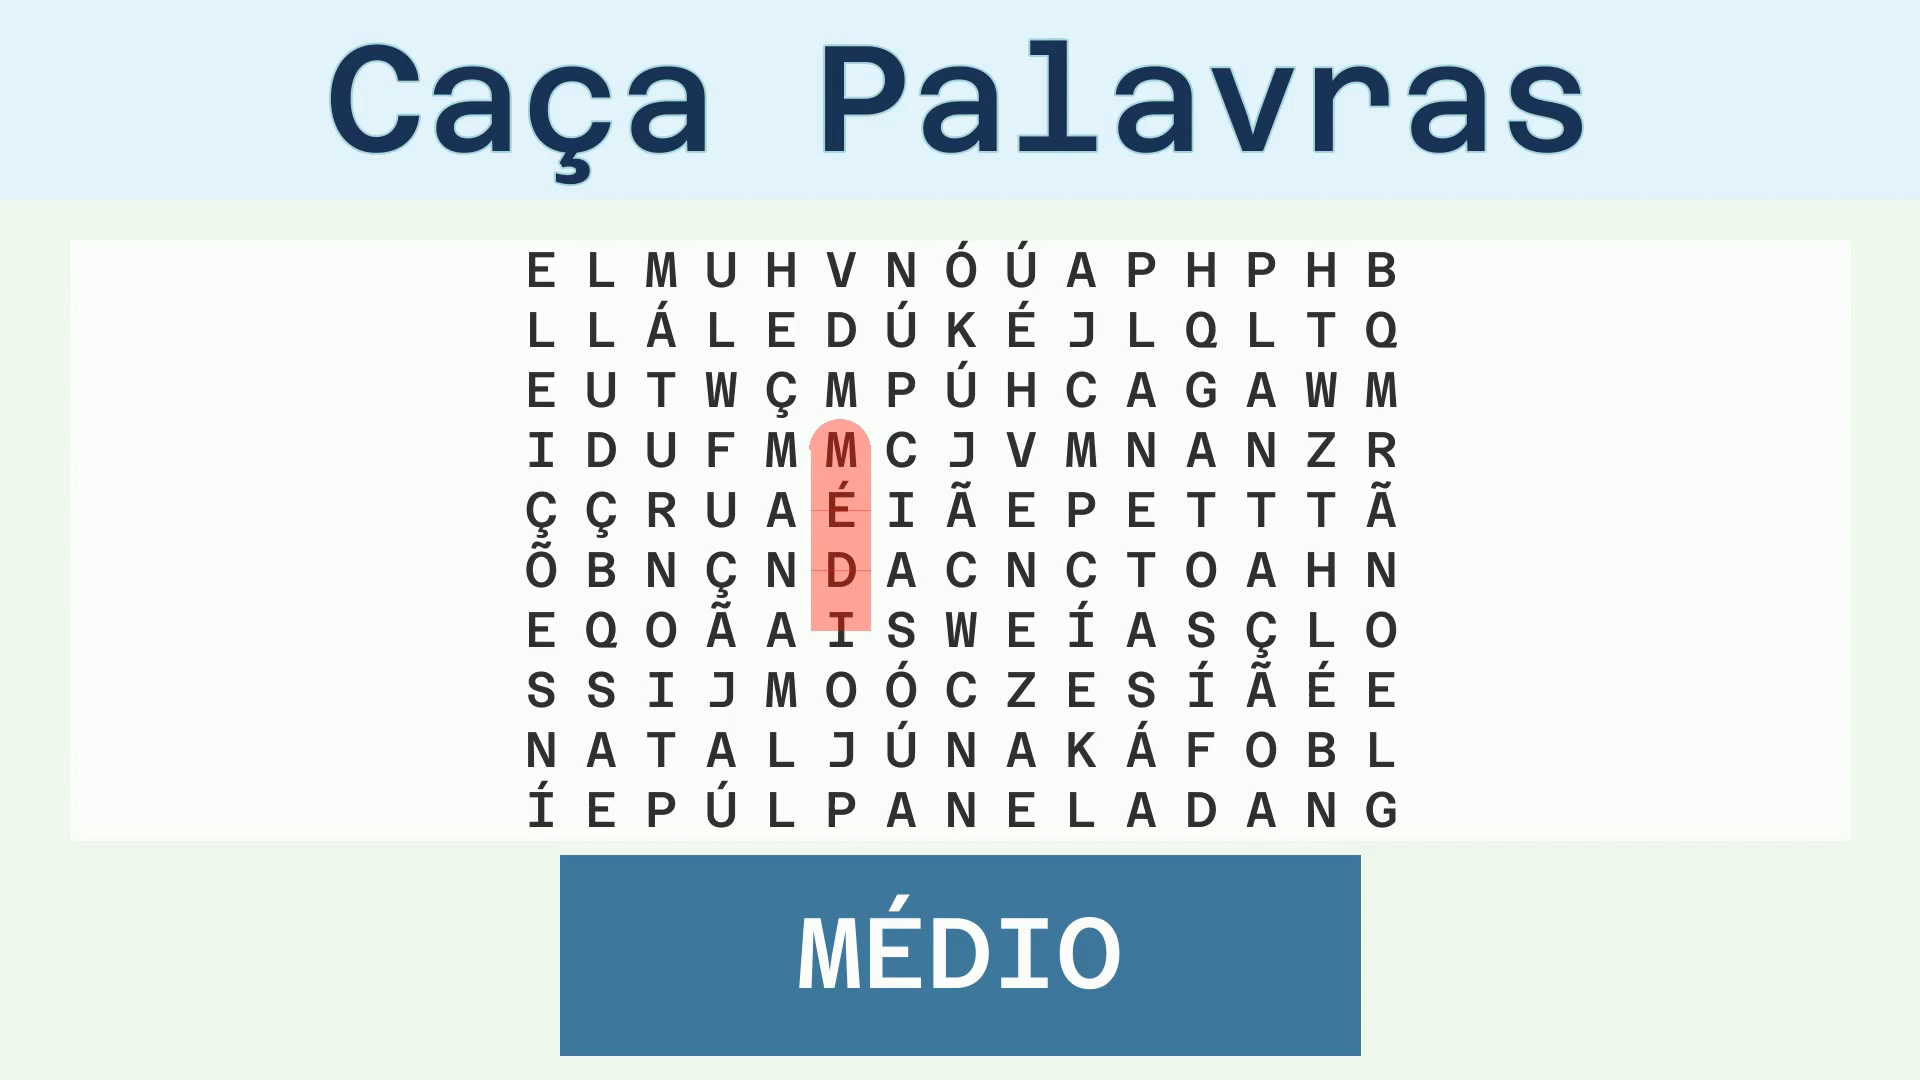 Caça Palavras
E L M U H V N Ó Ú A P H P H B
L L Á L E D Ú K É J L Q L T Q
E U T W Ç M P Ú H C A G A W M
I D U F M M C J V M N A N Z R
Ç Ç R U A É I Ã E P E T T T Ã
Õ B N Ç N D A C N C T O A H N
E Q O Ã A I S W E Í A S Ç L O
S S I J M O Ó C Z E S Í Ã É E
N A T A L J Ú N A K Á F O B L
Í E P Ú L P A N E L A D A N G
MÉDIO